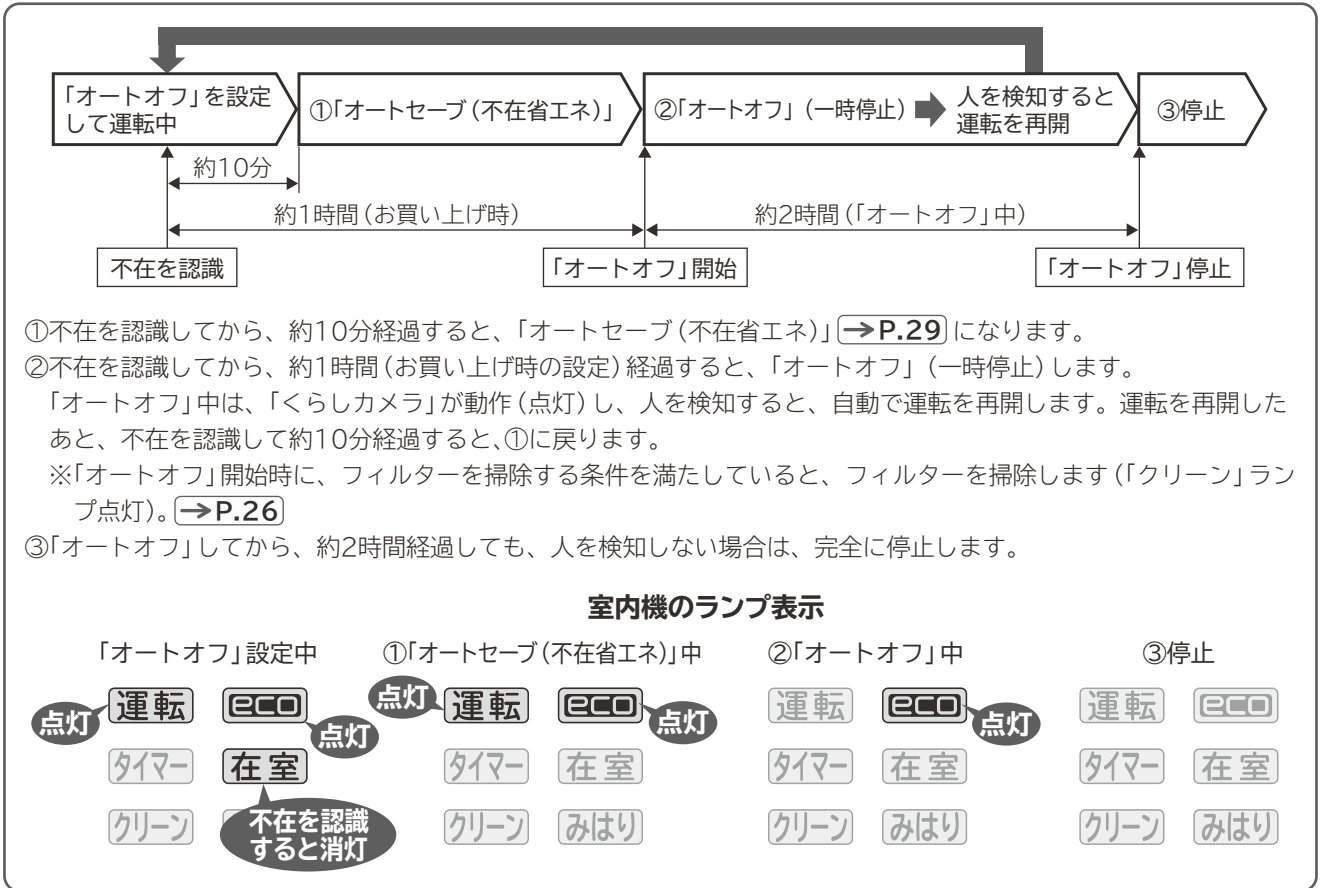 「オートオフ」を設定
して運転中
①「オートセーブ(不在省エネ)」
②「オートオフ」(一時停止)
人を検知すると
運転を再開
③停止
約10分
約1時間(お買い上げ時)
約2時間(「オートオフ」中)
不在を認識
「オートオフ」開始
「オートオフ」停止
①不在を認識してから、約10分経過すると、「オートセーブ(不在省エネ)」→P.29になります。
②不在を認識してから、約1時間(お買い上げ時の設定)経過すると、「オートオフ」(一時停止)します。
「オートオフ」中は、「くらしカメラ」が動作(点灯)し、人を検知すると、自動で運転を再開します。運転を再開した
あと、不在を認識して約10分経過すると、①に戻ります。
※「オートオフ」開始時に、フィルターを掃除する条件を満たしていると、フィルターを掃除します(「クリーン」ラン
プ点灯)。→P.26
③「オートオフ」してから、約2時間経過しても、人を検知しない場合は、完全に停止します。
室内機のランプ表示
「オートオフ」設定中
点灯
運転 eco
点灯
タイマー 在室
クリーン
不在を認識
すると消灯
①「オートセーブ(不在省エネ)」中
点灯
運転 eco
点灯
タイマー 在室
クリーン みはり
②「オートオフ」中
運転 eco
点灯
タイマー 在室
クリーン みはり
③停止
運転 eco
タイマー 在室
クリーン みはり